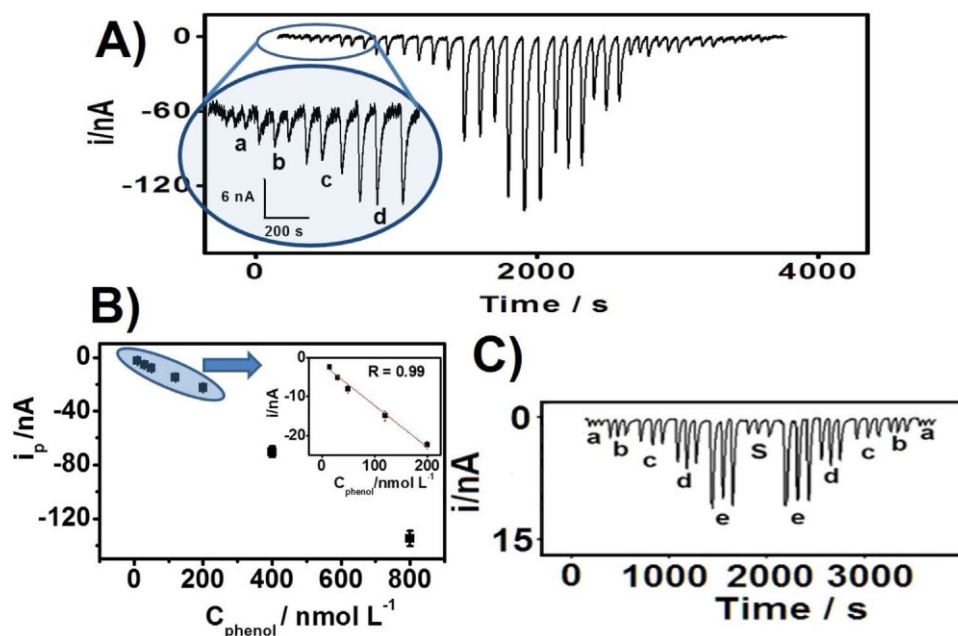 A)
0
-60
-120
i/nA
a
b
c
d
6 nA
200 s
0 2000 4000
Time / s
B)
0
-40
-80
-120
i_p/nA
0
-10
-20
i/nA
R = 0.99
0 100 200
C_phenol/nmol L⁻¹
0 200 400 600 800
C_phenol / nmol L⁻¹
C)
0
15
i/nA
a b c d e S e d c b a
0 1000 2000 3000
Time / s